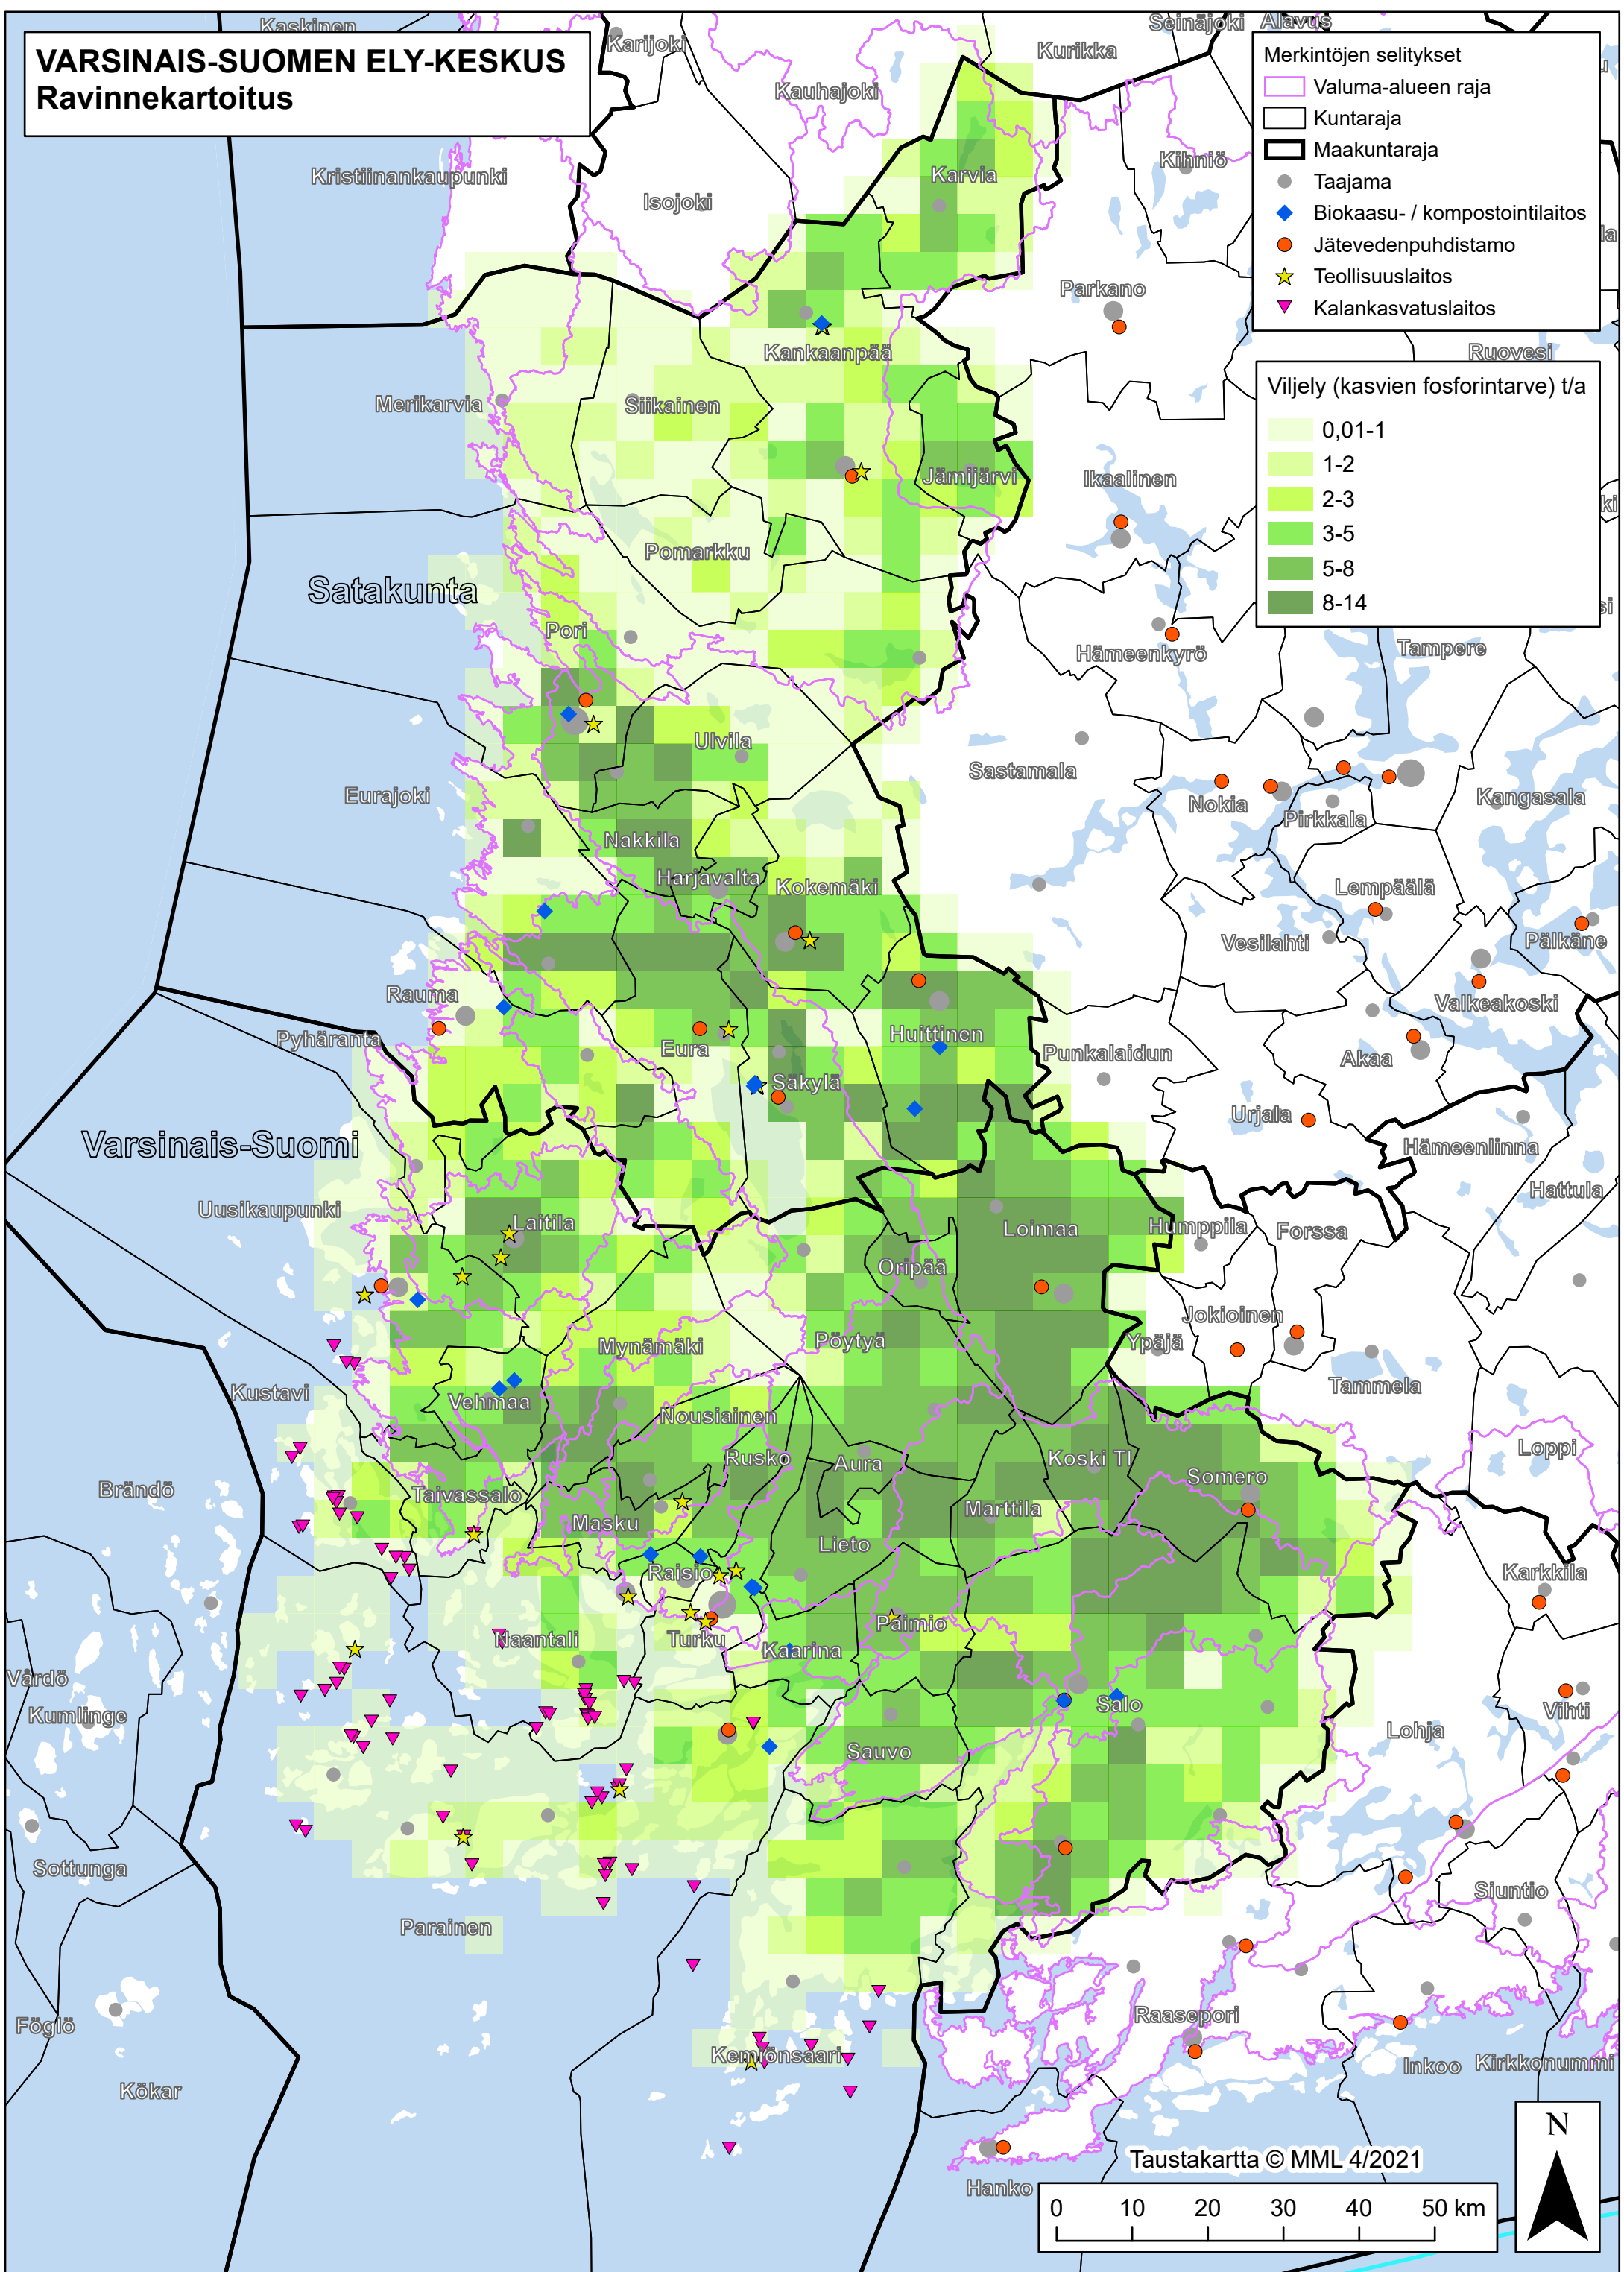 VARSINAIS-SUOMEN ELY-KESKUS
Ravinnekartoitus
Merkintöjen selitykset
Valuma-alueen raja
Kuntaraja
Maakuntaraja
Taajama
Biokaasu- / kompostointilaitos
Jätevedenpuhdistamo
Teollisuuslaitos
Kalankasvatuslaitos
Viljely (kasvien fosforintarve) t/a
0,01-1
1-2
2-3
3-5
5-8
8-14
Kaskinen
Karijoki
Kurikka
Seinäjoki
Alavus
Kauhajoki
Kristiinankaupunki
Isojoki
Karvia
Kihniö
Parkano
Kankaanpää
Ruovesi
Merikarvia
Siikainen
Jämijärvi
Ikaalinen
Pomarkku
Satakunta
Pori
Hämeenkyrö
Tampere
Ulvila
Sastamala
Eurajoki
Nokia
Pirkkala
Kangasala
Nakkila
Harjavalta
Kokemäki
Lempäälä
Vesilahti
Pälkäne
Rauma
Valkeakoski
Pyhäranta
Eura
Huittinen
Punkalaidun
Akaa
Säkylä
Urjala
Varsinais-Suomi
Hämeenlinna
Hattula
Uusikaupunki
Laitila
Loimaa
Humppila
Forssa
Oripää
Jokioinen
Mynämäki
Pöytyä
Ypäjä
Tammela
Kustavi
Vehmaa
Nousiainen
Loppi
Rusko
Aura
Koski Tl
Somero
Brändö
Taivassalo
Masku
Marttila
Lieto
Raisio
Karkkila
Paimio
Naantali
Turku
Kaarina
Vårdö
Kumlinge
Salo
Vihti
Lohja
Sauvo
Sottunga
Siuntio
Parainen
Föglö
Raasepori
Kemiönsaari
Inkoo
Kirkkonummi
Kökar
Hanko
Taustakartta © MML 4/2021
0 10 20 30 40 50 km
N